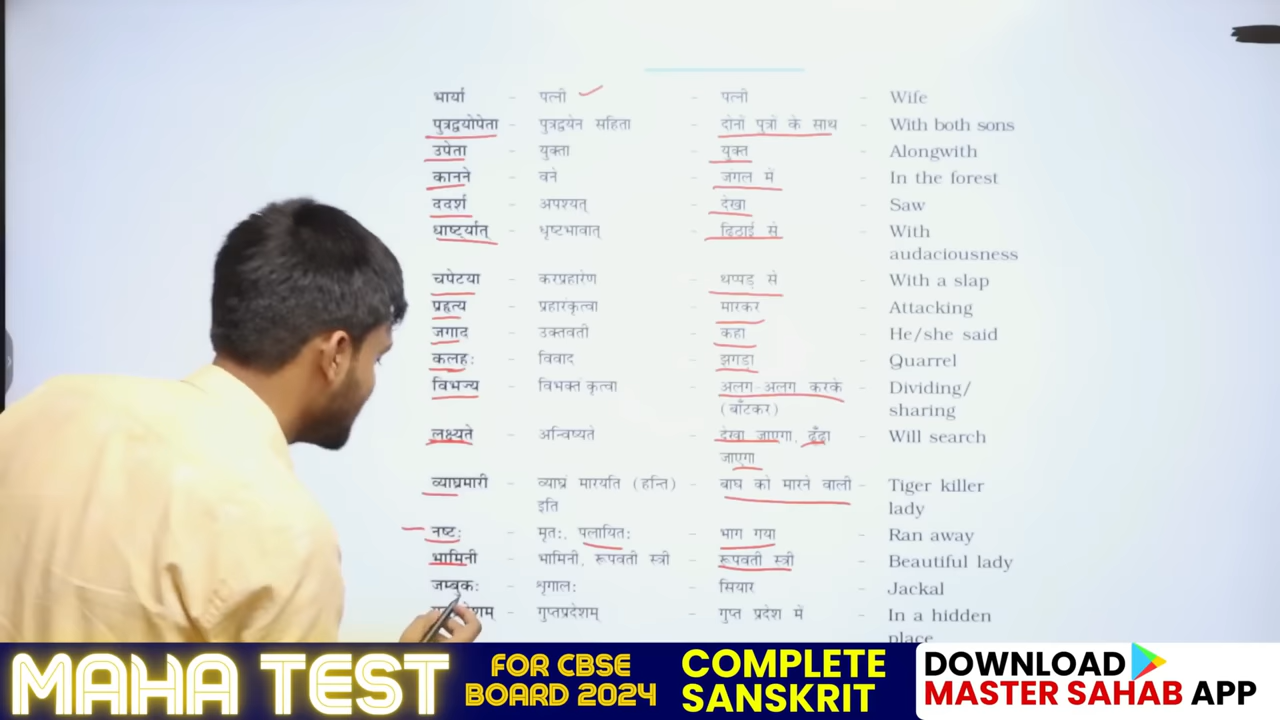 भार्या - पत्नी - पत्नी - Wife
पुत्रद्वयोपेता - पुत्रद्वयेन सहिता - दोनों पुत्रों के साथ - With both sons
उपेता - युक्ता - युक्त - Alongwith
कानने - वने - जंगल में - In the forest
ददर्श - अपश्यत् - देखा - Saw
धार्ष्ट्यात् - धृष्टभावात् - ढिठाई से - With
audaciousness
चपेटया - करप्रहारेण - थप्पड़ से - With a slap
प्रहृत्य - प्रहारंकृत्वा - मारकर - Attacking
जगाद - उक्तवती - कहा - He/she said
कलहः - विवाद - झगड़ा - Quarrel
विभज्य - विभक्तं कृत्वा - अलग-अलग करके - Dividing/
(बाँटकर) sharing
लक्ष्यते - अन्विष्यते - देखा जाएगा, ढूँढ़ा - Will search
जाएगा
व्याघ्रमारी - व्याघ्रं मारयति (हन्ति) - बाघ को मारने वाली - Tiger killer
इति lady
नष्टः - मृतः, पलायितः - भाग गया - Ran away
भामिनी - भामिनी, रूपवती स्त्री - रूपवती स्त्री - Beautiful lady
जम्बुकः - शृगालः - सियार - Jackal
- गुप्तप्रदेशम् - गुप्त प्रदेश में - In a hidden
place
MAHA TEST FOR CBSE BOARD 2024 COMPLETE SANSKRIT DOWNLOAD MASTER SAHAB APP